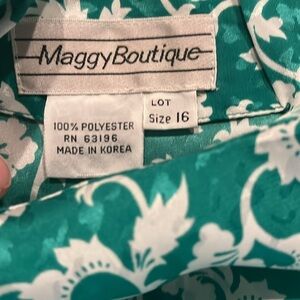 MaggyBoutique
100% POLYESTER
RN 63196
MADE IN KOREA
LOT
Size 16